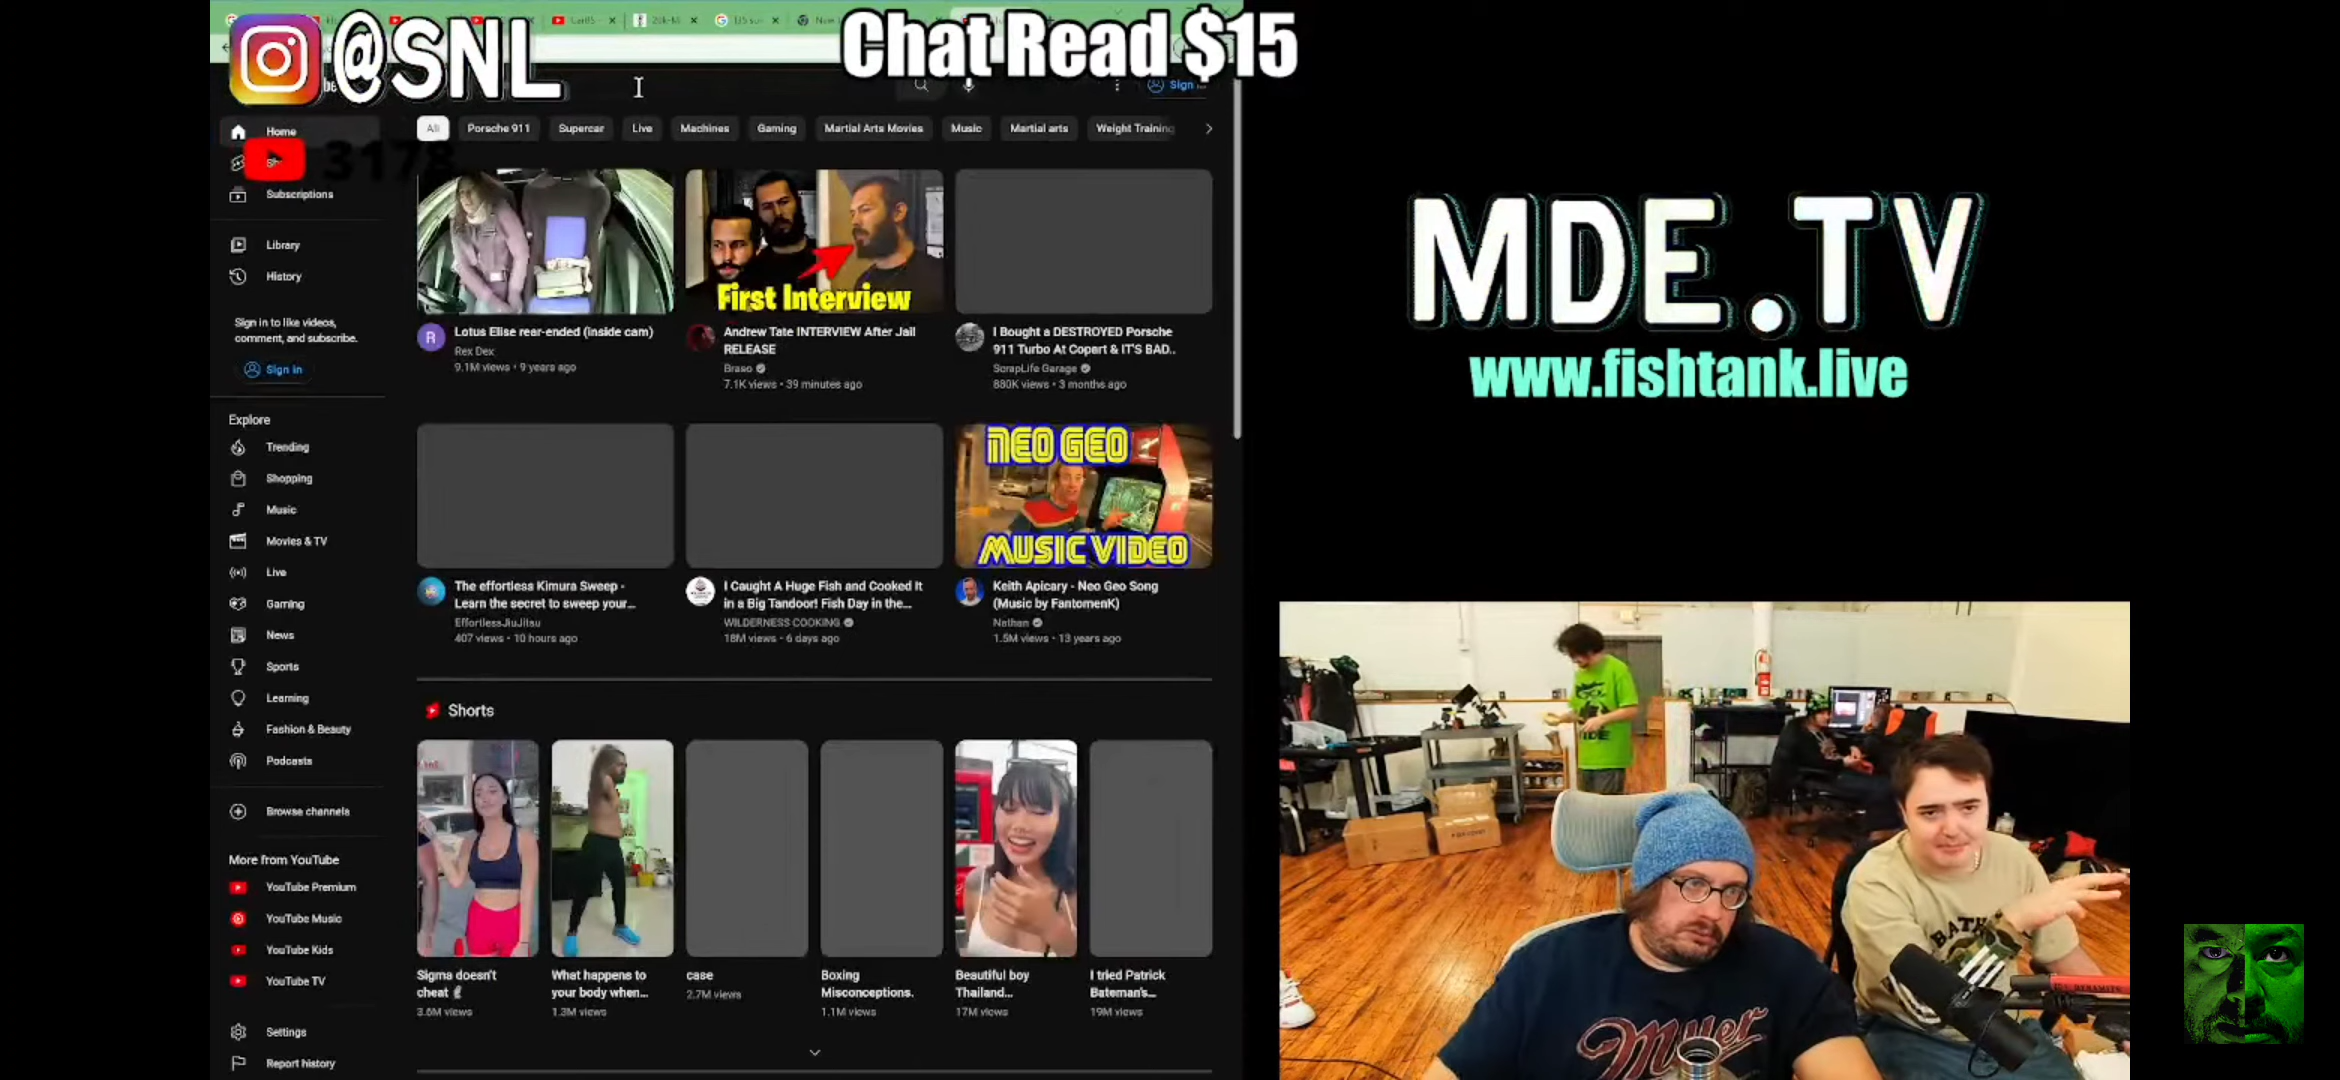 @SNL
Chat Read $15
Sign
Home
3178
Subscriptions
Library
History
Sign in to like videos,
comment, and subscribe.
Sign in
Explore
Trending
Shopping
Music
Movies & TV
Live
Gaming
News
Sports
Learning
Fashion & Beauty
Podcasts
Browse channels
More from YouTube
YouTube Premium
YouTube Music
YouTube Kids
YouTube TV
Settings
Report history
All
Porsche 911
Supercar
Live
Machines
Gaming
Martial Arts Movies
Music
Martial arts
Weight Training
R
Lotus Elise rear-ended (inside cam)
Rex Dex
9.1M views • 9 years ago
First Interview
Andrew Tate INTERVIEW After Jail
RELEASE
Braso
7.1K views • 39 minutes ago
I Bought a DESTROYED Porsche
911 Turbo At Copart & IT'S BAD..
ScrapLife Garage
880K views • 3 months ago
The effortless Kimura Sweep -
Learn the secret to sweep your...
EffortlessJiuJitsu
407 views • 10 hours ago
I Caught A Huge Fish and Cooked It
in a Big Tandoor! Fish Day in the...
WILDERNESS COOKING
18M views • 6 days ago
NEO GEO
MUSIC VIDEO
Keith Apicary - Neo Geo Song
(Music by FantomenK)
Nathan
1.5M views • 13 years ago
Shorts
Sigma doesn't
cheat
3.6M views
What happens to
your body when...
1.3M views
case
2.7M views
Boxing
Misconceptions.
1.1M views
Beautiful boy
Thailand...
17M views
I tried Patrick
Bateman's...
19M views
MDE.TV
www.fishtank.live
Miller